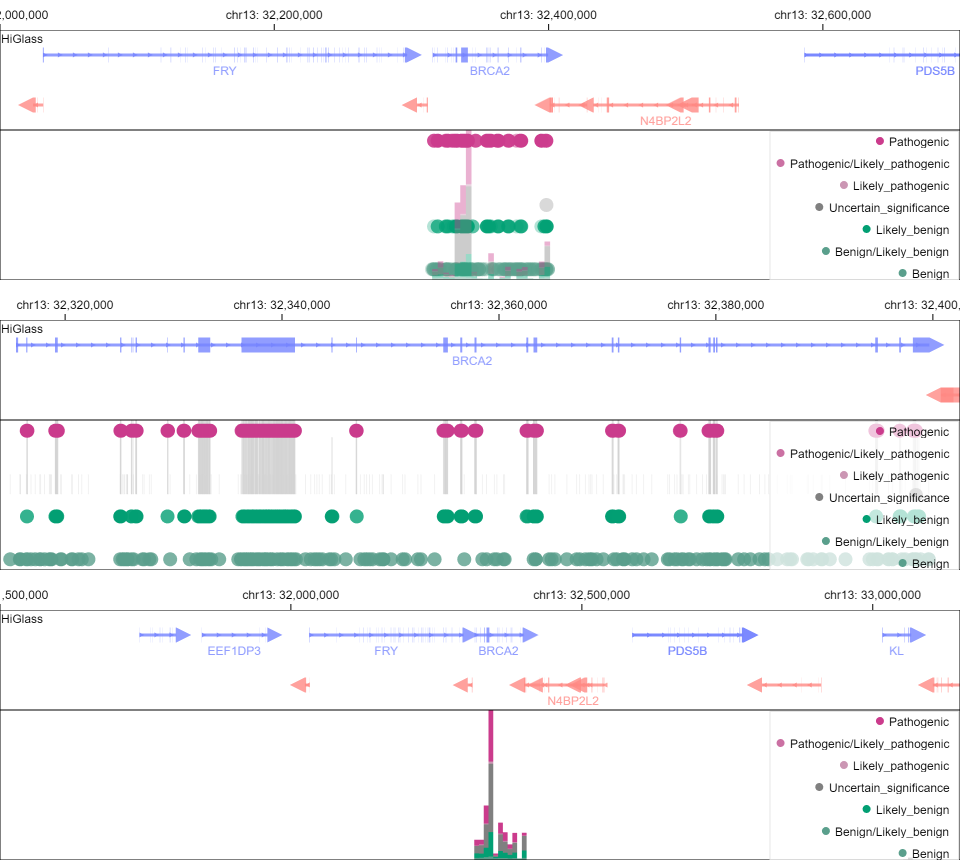 2,000,000 chr13: 32,200,000 chr13: 32,400,000 chr13: 32,600,000
HiGlass
FRY BRCA2 PDS5B
N4BP2L2
Pathogenic
Pathogenic/Likely_pathogenic
Likely_pathogenic
Uncertain_significance
Likely_benign
Benign/Likely_benign
Benign
chr13: 32,320,000 chr13: 32,340,000 chr13: 32,360,000 chr13: 32,380,000 chr13: 32,400,
HiGlass
BRCA2
Pathogenic
Pathogenic/Likely_pathogenic
Likely_pathogenic
Uncertain_significance
Likely_benign
Benign/Likely_benign
Benign
,500,000 chr13: 32,000,000 chr13: 32,500,000 chr13: 33,000,000
HiGlass
EEF1DP3 FRY BRCA2 PDS5B KL
N4BP2L2
Pathogenic
Pathogenic/Likely_pathogenic
Likely_pathogenic
Uncertain_significance
Likely_benign
Benign/Likely_benign
Benign